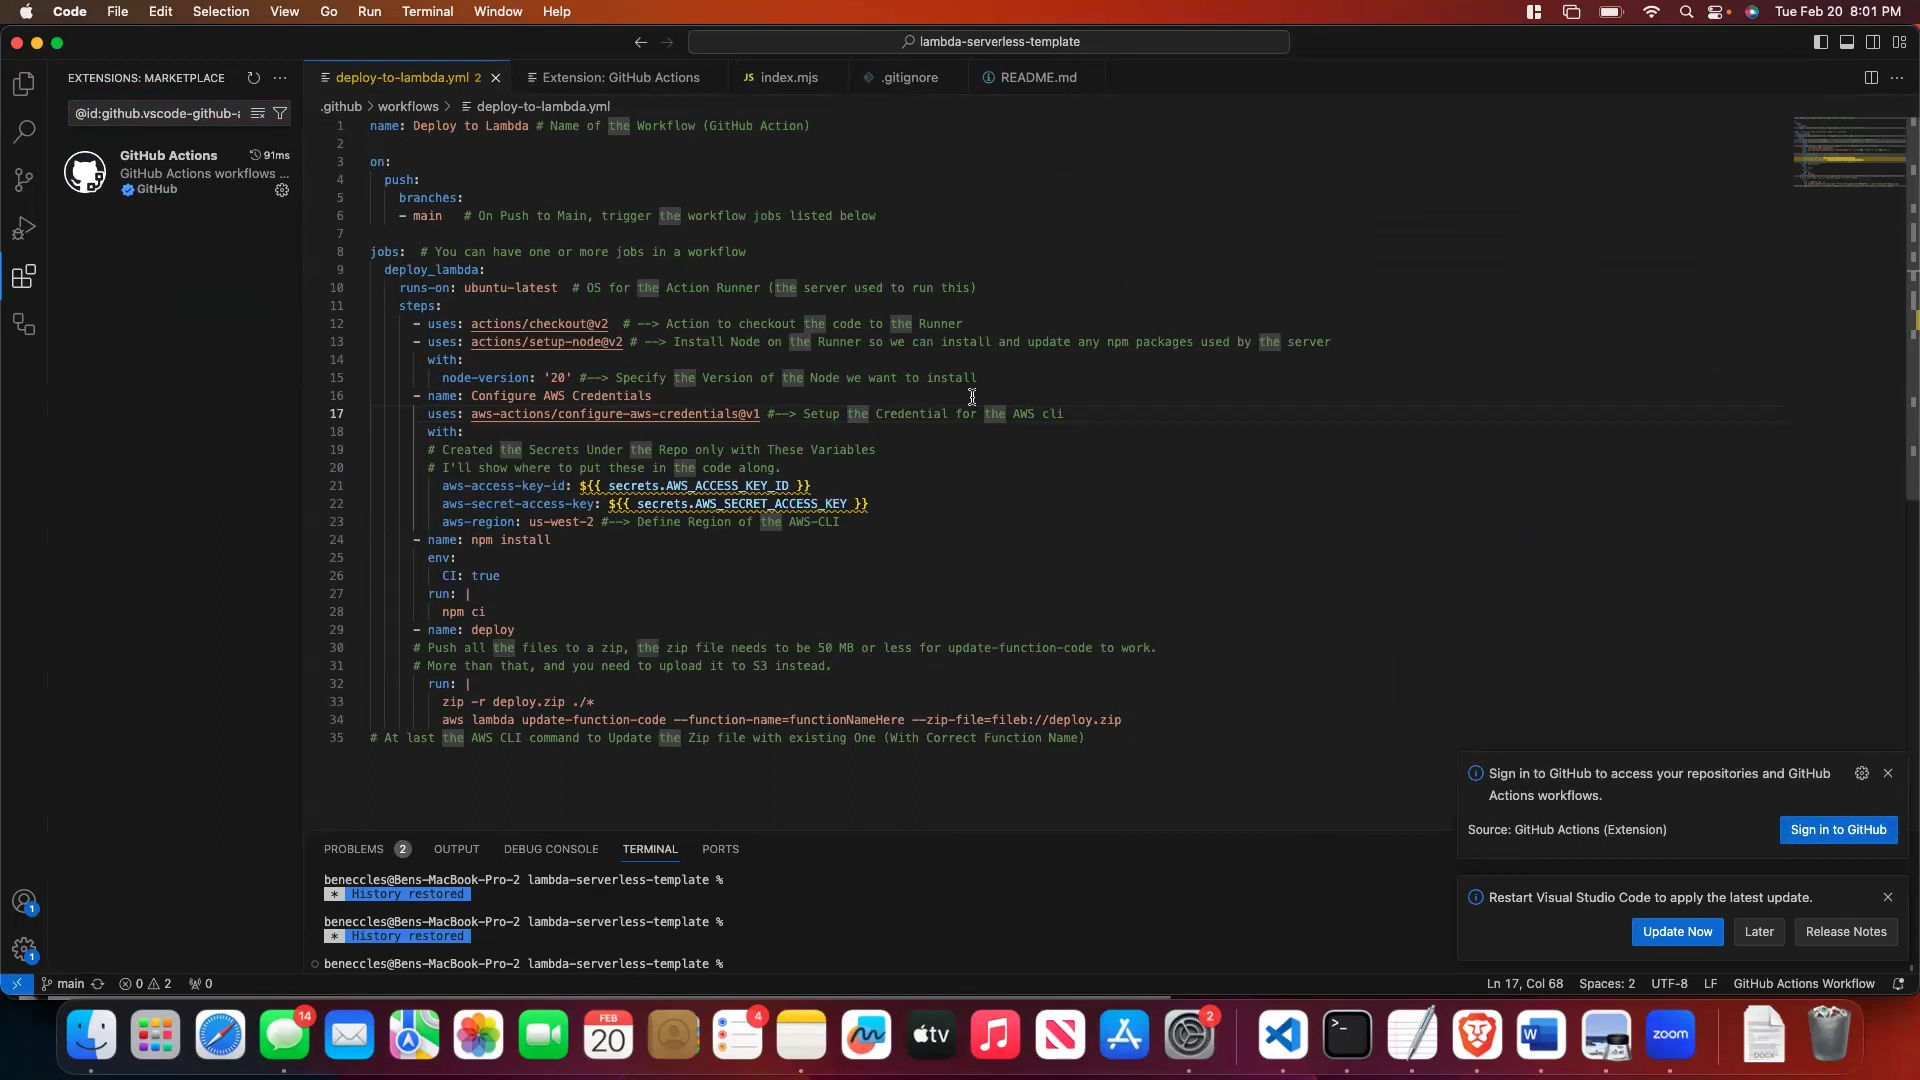 Code File Edit Selection View Go Run Terminal Window Help
Tue Feb 20 8:01 PM
lambda-serverless-template
EXTENSIONS: MARKETPLACE
@id:github.vscode-github-a
GitHub Actions 91ms
GitHub Actions workflows ...
GitHub
deploy-to-lambda.yml 2
Extension: GitHub Actions
JS index.mjs
.gitignore
README.md
.github > workflows > deploy-to-lambda.yml
1 name: Deploy to Lambda # Name of the Workflow (GitHub Action)
2
3 on:
4 push:
5 branches:
6 - main # On Push to Main, trigger the workflow jobs listed below
7
8 jobs: # You can have one or more jobs in a workflow
9 deploy_lambda:
10 runs-on: ubuntu-latest # OS for the Action Runner (the server used to run this)
11 steps:
12 - uses: actions/checkout@v2 # --> Action to checkout the code to the Runner
13 - uses: actions/setup-node@v2 # --> Install Node on the Runner so we can install and update any npm packages used by the server
14 with:
15 node-version: '20' #--> Specify the Version of the Node we want to install
16 - name: Configure AWS Credentials
17 uses: aws-actions/configure-aws-credentials@v1 #--> Setup the Credential for the AWS cli
18 with:
19 # Created the Secrets Under the Repo only with These Variables
20 # I'll show where to put these in the code along.
21 aws-access-key-id: ${{ secrets.AWS_ACCESS_KEY_ID }}
22 aws-secret-access-key: ${{ secrets.AWS_SECRET_ACCESS_KEY }}
23 aws-region: us-west-2 #--> Define Region of the AWS-CLI
24 - name: npm install
25 env:
26 CI: true
27 run: |
28 npm ci
29 - name: deploy
30 # Push all the files to a zip, the zip file needs to be 50 MB or less for update-function-code to work.
31 # More than that, and you need to upload it to S3 instead.
32 run: |
33 zip -r deploy.zip ./*
34 aws lambda update-function-code --function-name=functionNameHere --zip-file=fileb://deploy.zip
35 # At last the AWS CLI command to Update the Zip file with existing One (With Correct Function Name)
Sign in to GitHub to access your repositories and GitHub
Actions workflows.
Source: GitHub Actions (Extension)
Sign in to GitHub
PROBLEMS 2 OUTPUT DEBUG CONSOLE TERMINAL PORTS
beneccles@Bens-MacBook-Pro-2 lambda-serverless-template %
* History restored
beneccles@Bens-MacBook-Pro-2 lambda-serverless-template %
* History restored
beneccles@Bens-MacBook-Pro-2 lambda-serverless-template %
Restart Visual Studio Code to apply the latest update.
Update Now Later Release Notes
1
1
main 0 2 0
Ln 17, Col 68 Spaces: 2 UTF-8 LF GitHub Actions Workflow
14
FEB
20
4
tv
2
W
zoom
DOCX